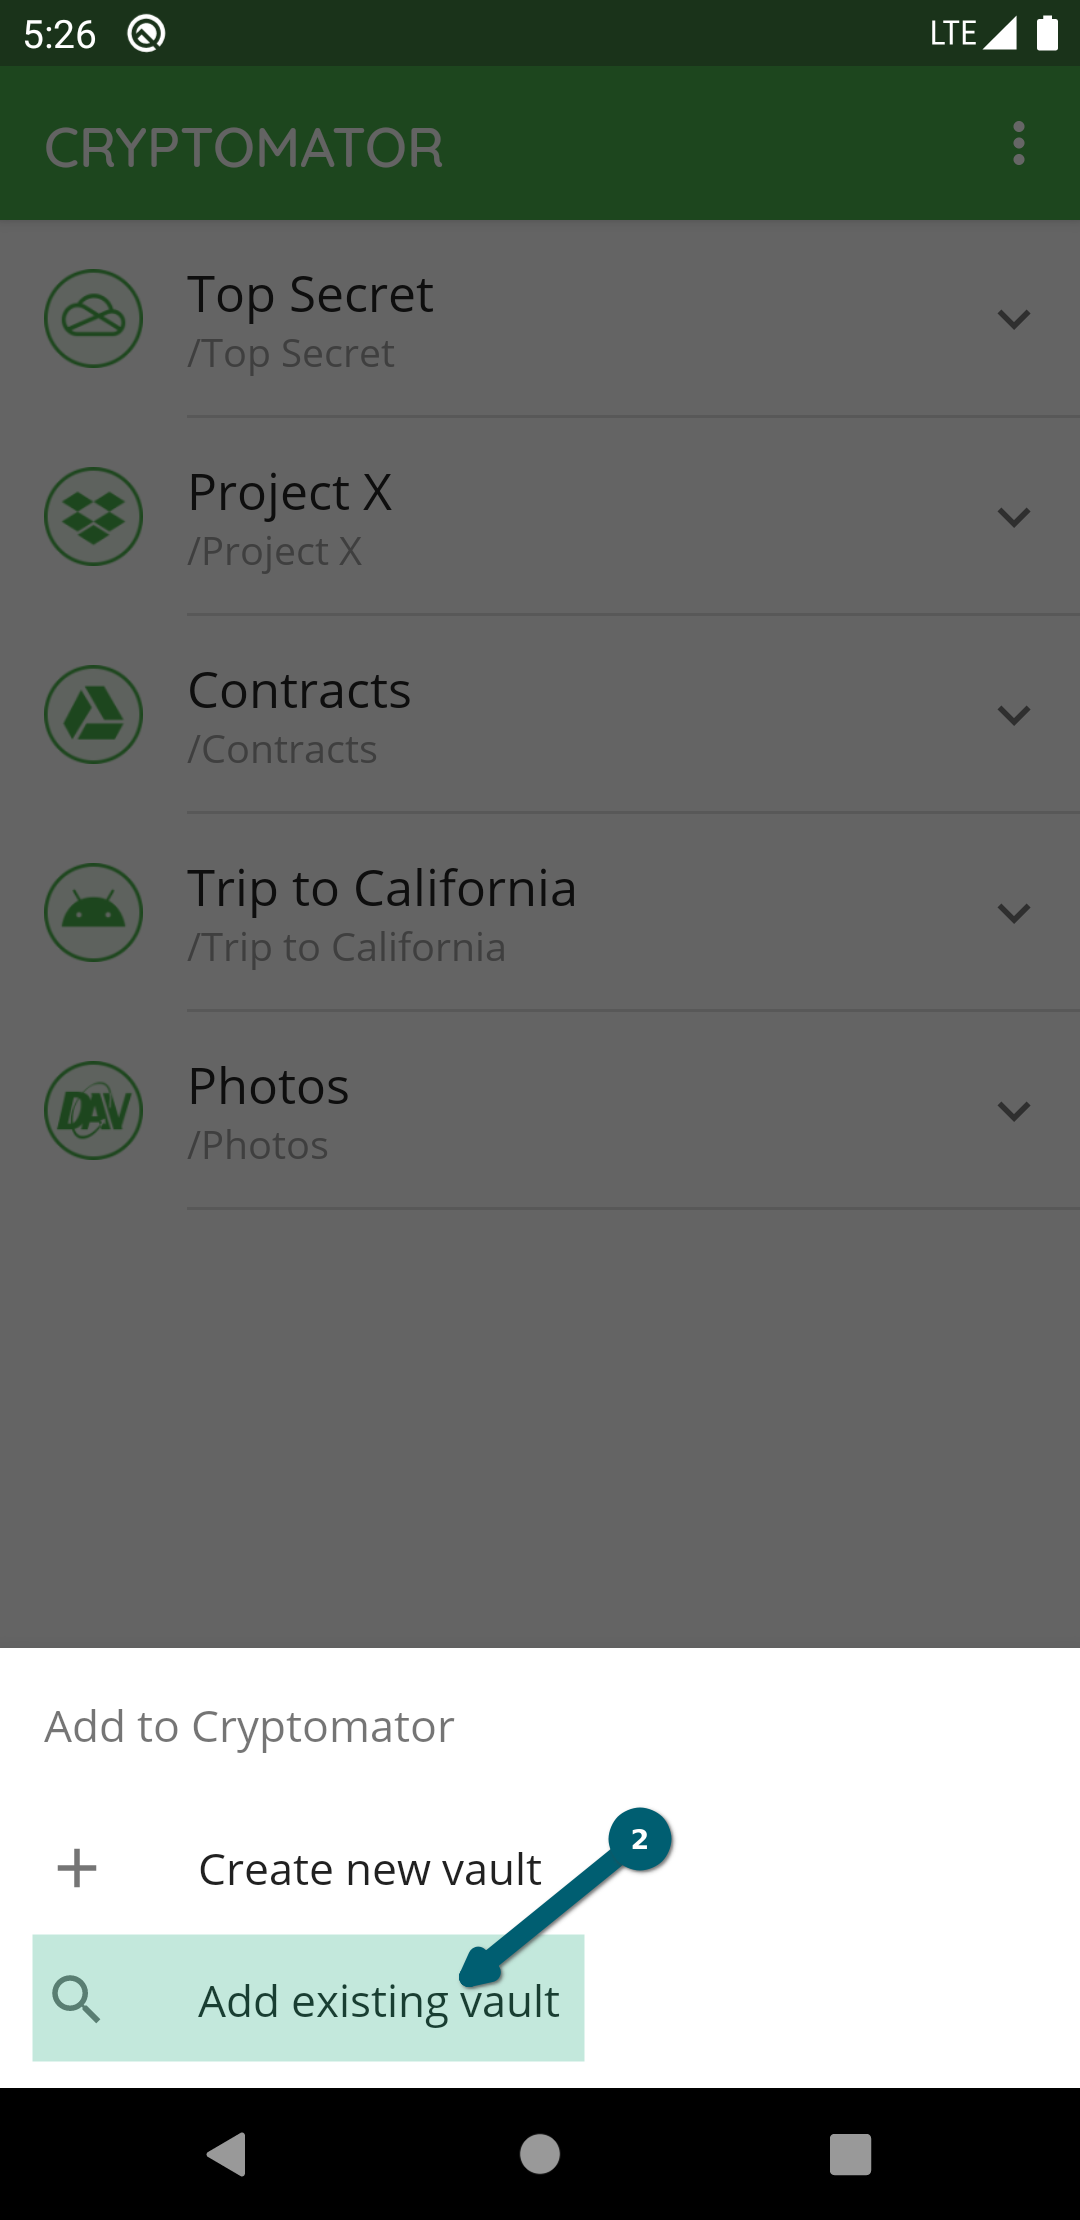 5:26
LTE
CRYPTOMATOR
Top Secret
/Top Secret
Project X
/Project X
Contracts
/Contracts
Trip to California
/Trip to California
DAV
Photos
/Photos
Add to Cryptomator
2
Create new vault
Add existing vault